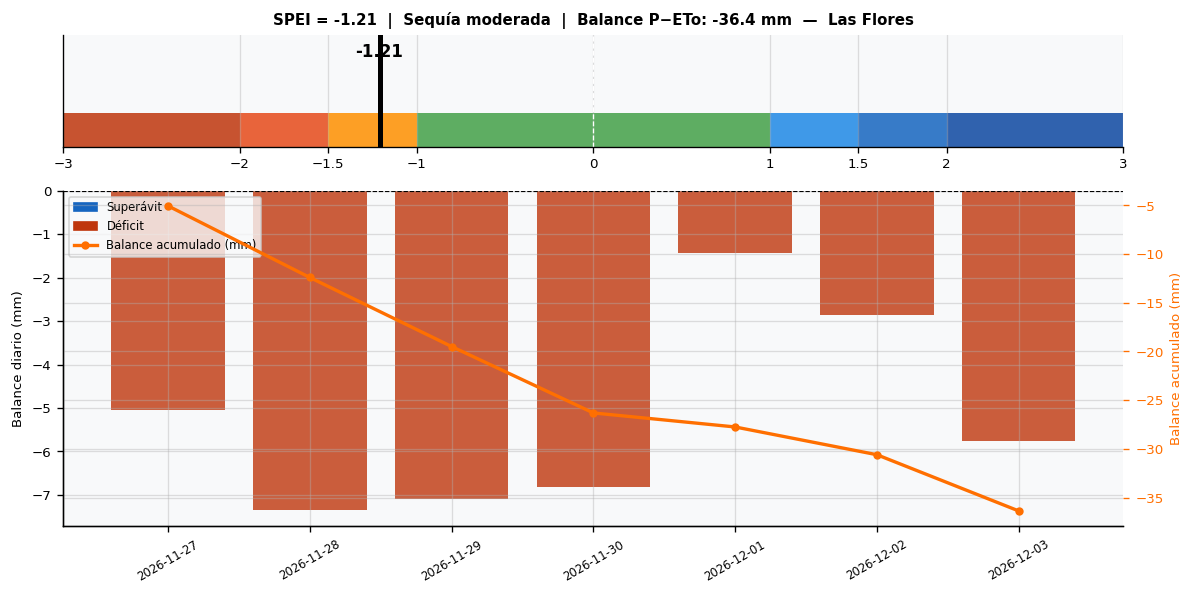 SPEI = -1.21 | Sequía moderada | Balance P−ETo: -36.4 mm — Las Flores
-1.21
−3 −2 −1.5 −1 0 1 1.5 2 3
Superávit
Déficit
Balance acumulado (mm)
Balance diario (mm)
0
−1
−2
−3
−4
−5
−6
−7
−5
−10
−15
−20
−25
−30
−35
Balance acumulado (mm)
2026-11-27 2026-11-28 2026-11-29 2026-11-30 2026-12-01 2026-12-02 2026-12-03